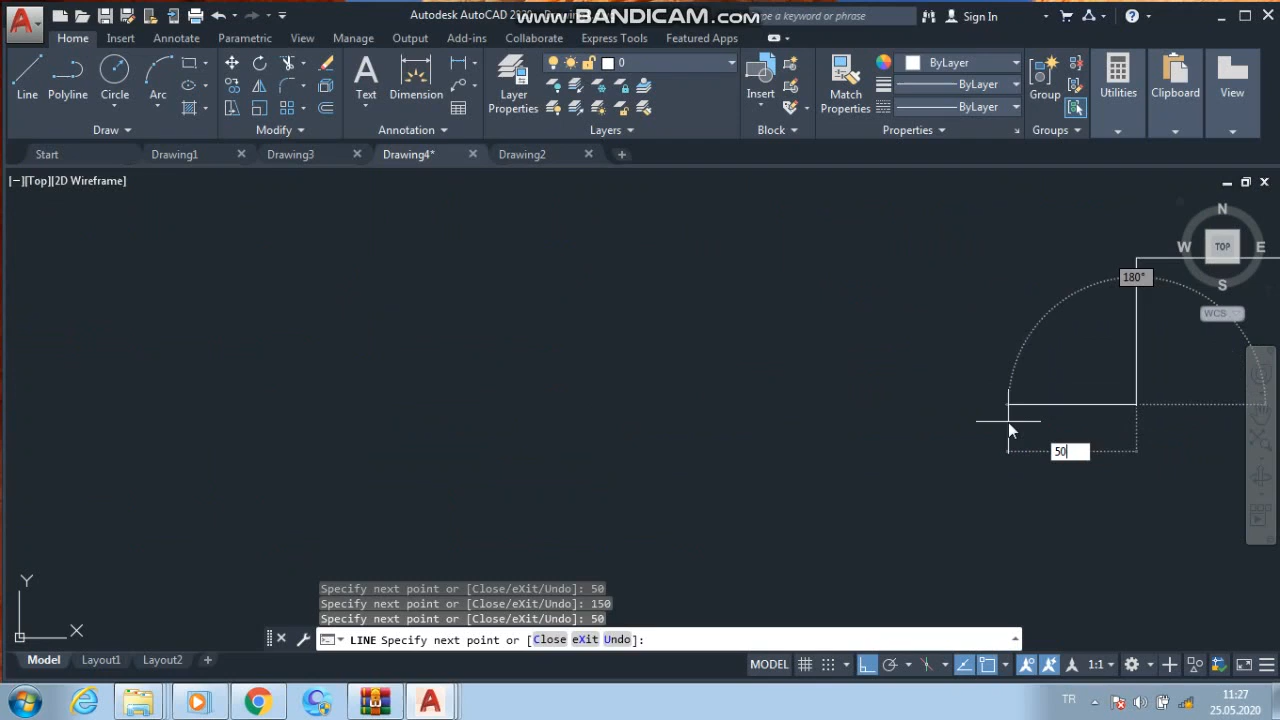 Autodesk AutoCAD
www.BANDICAM.com
a keyword or phrase
Sign In
Home Insert Annotate Parametric View Manage Output Add-ins Collaborate Express Tools Featured Apps
0
ByLayer
ByLayer
ByLayer
Line Polyline Circle Arc Text Dimension Layer Properties Insert Match Properties Group Utilities Clipboard View
Draw Modify Annotation Layers Block Properties Groups
Start Drawing1 Drawing3 Drawing4* Drawing2
[−][Top][2D Wireframe]
N
W TOP E
S
180°
WCS
50
Y
X
Specify next point or [Close/eXit/Undo]: 50
Specify next point or [Close/eXit/Undo]: 150
Specify next point or [Close/eXit/Undo]: 50
LINE Specify next point or [Close eXit Undo]:
Model Layout1 Layout2 +
MODEL 1:1
TR
11:27
25.05.2020